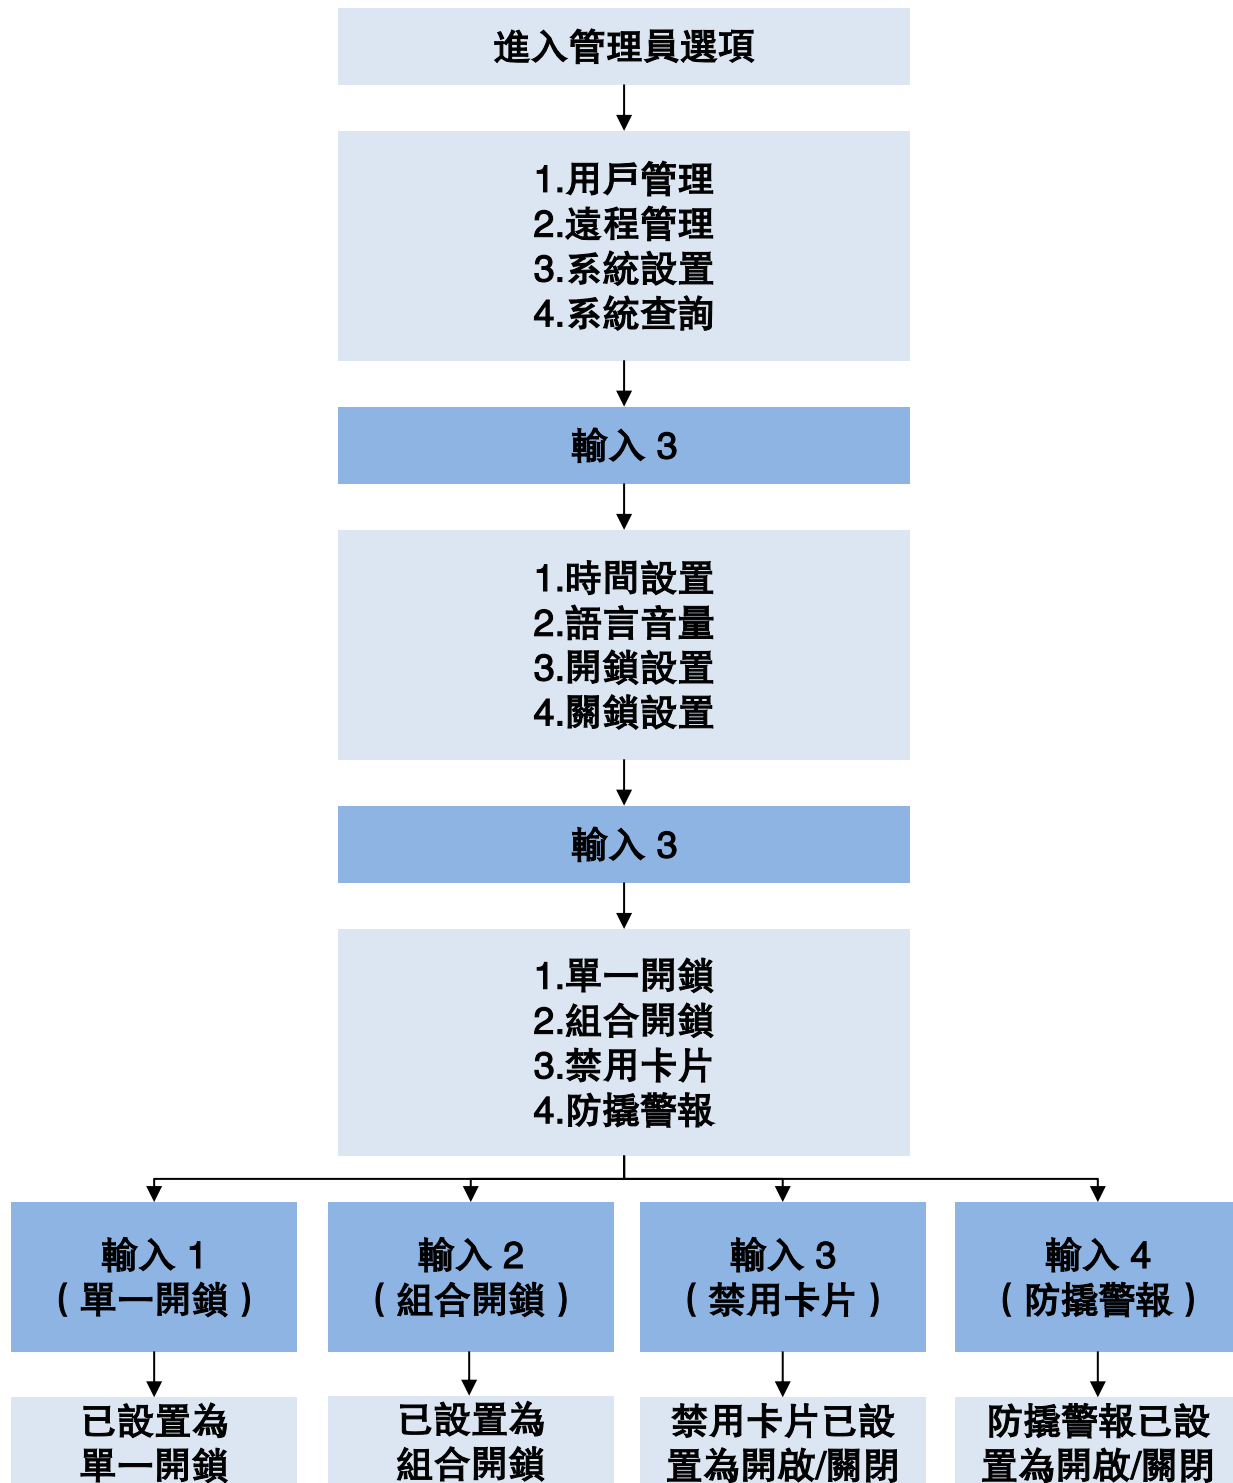 進入管理員選項
1.用戶管理
2.遠程管理
3.系統設置
4.系統查詢
輸入 3
1.時間設置
2.語言音量
3.開鎖設置
4.關鎖設置
輸入 3
1.單一開鎖
2.組合開鎖
3.禁用卡片
4.防撬警報
輸入 1
（單一開鎖）
輸入 2
（組合開鎖）
輸入 3
（禁用卡片）
輸入 4
（防撬警報）
已設置為
單一開鎖
已設置為
組合開鎖
禁用卡片已設
置為開啟/關閉
防撬警報已設
置為開啟/關閉